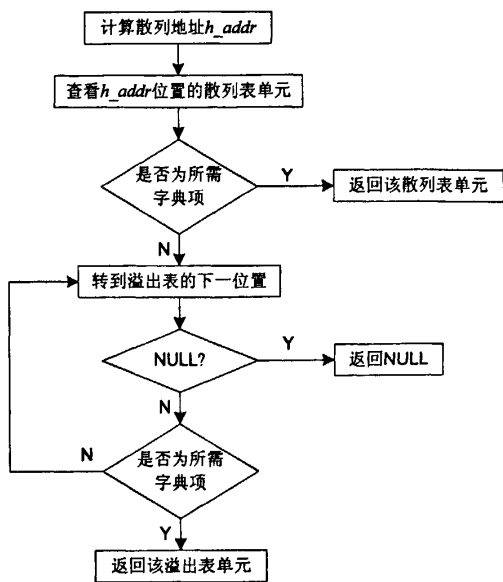 计算散列地址h_addr
查看h_addr位置的散列表单元
是否为所需
字典项
Y
返回该散列表单元
N
转到溢出表的下一位置
NULL?
Y
返回NULL
N
是否为所需
字典项
N
Y
返回该溢出表单元